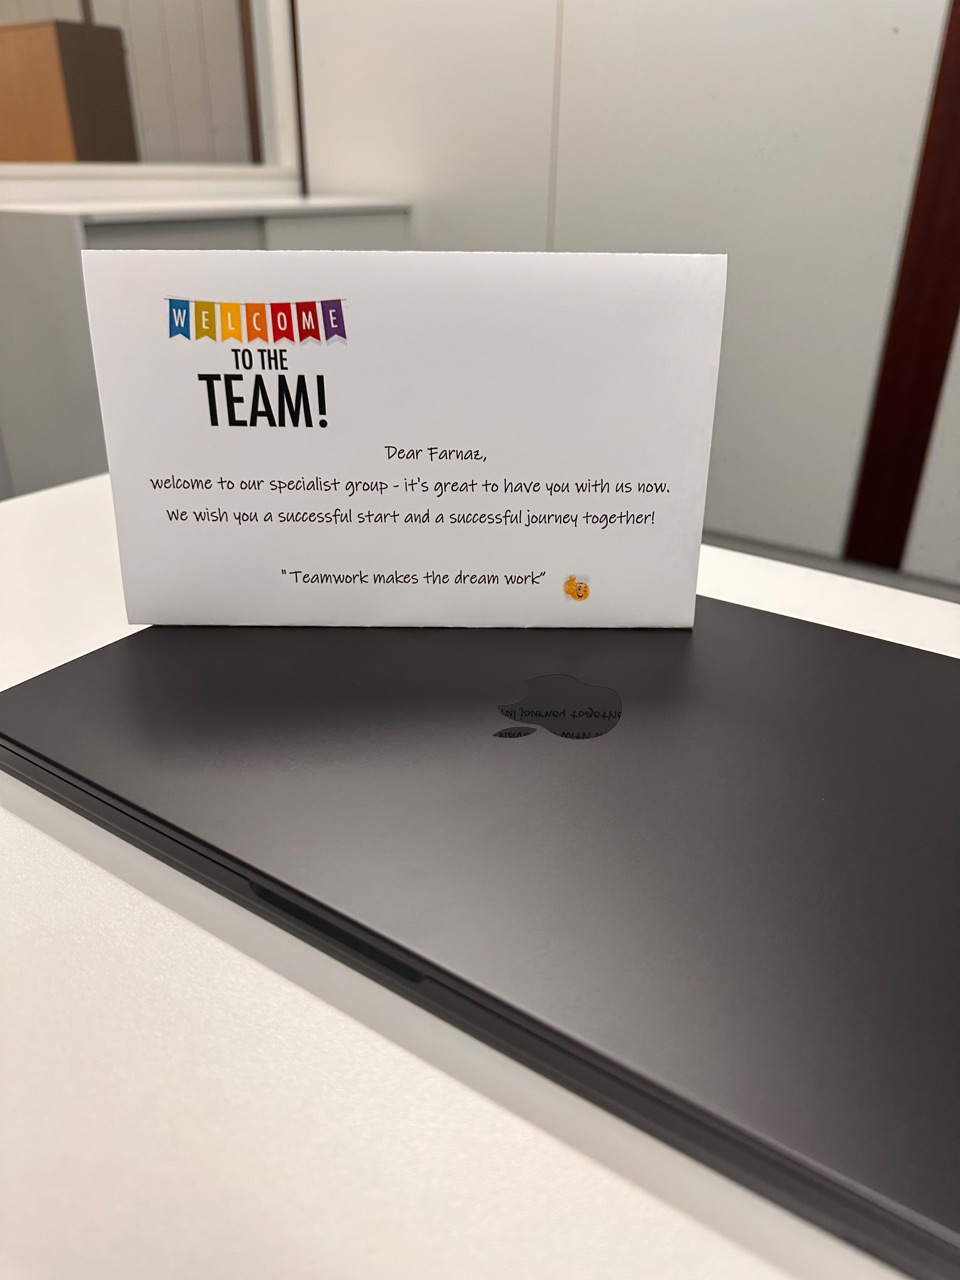 WELCOME
TO THE
TEAM!
Dear Farnaz,
welcome to our specialist group - it's great to have you with us now.
We wish you a successful start and a successful journey together!
"Teamwork makes the dream work"